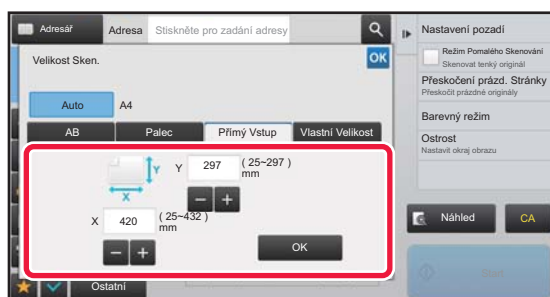 Adresář
Adresa
Stiskněte pro zadání adresy
Velikost Sken.
OK
Auto
A4
AB
Palec
Přímý Vstup
Vlastní Velikost
Y
Y
297
( 25~297 )
mm
X
X
420
( 25~432 )
mm
OK
Ostatní
Nastavení pozadí
Režim Pomalého Skenování
Skenovat tenký originál
Přeskočení prázd. Stránky
Přeskočit prázdné originály
Barevný režim
Ostrost
Nastavit okraj obrazu
Náhled
CA
Start